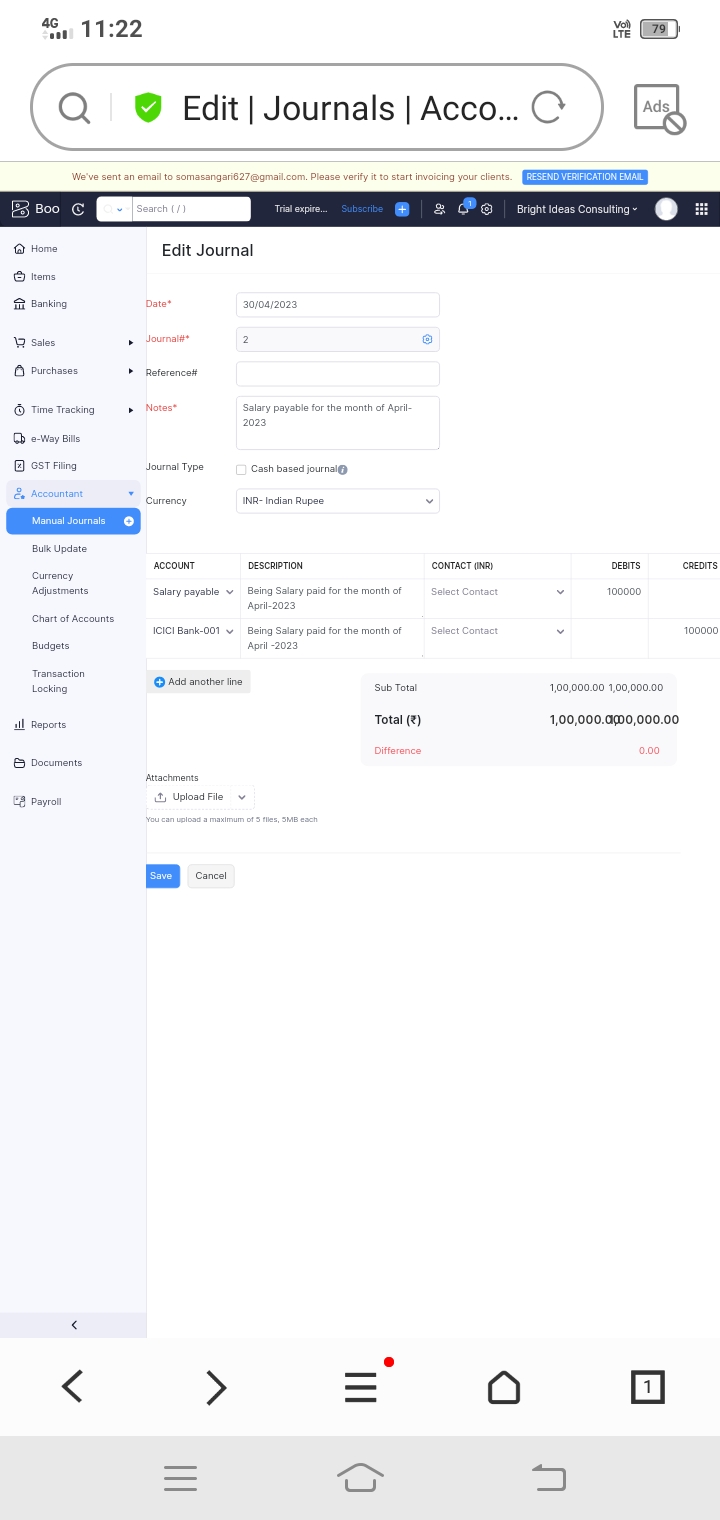 4G 11:22 Vo) LTE 79
Edit | Journals | Acco... Ads
We've sent an email to somasangari627@gmail.com. Please verify it to start invoicing your clients. RESEND VERIFICATION EMAIL
Boo Search ( / ) Trial expire... Subscribe 1 Bright Ideas Consulting
Home
Items
Banking
Sales
Purchases
Time Tracking
e-Way Bills
GST Filing
Accountant
Manual Journals
Bulk Update
Currency
Adjustments
Chart of Accounts
Budgets
Transaction
Locking
Reports
Documents
Payroll
Edit Journal
Date* 30/04/2023
Journal#* 2
Reference#
Notes* Salary payable for the month of April-
2023
Journal Type Cash based journal
Currency INR- Indian Rupee
ACCOUNT DESCRIPTION CONTACT (INR) DEBITS CREDITS
Salary payable Being Salary paid for the month of Select Contact 100000
April-2023
ICICI Bank-001 Being Salary paid for the month of Select Contact 100000
April -2023
Add another line
Sub Total 1,00,000.00 1,00,000.00
Total (₹) 1,00,000.00 1,00,000.00
Difference 0.00
Attachments
Upload File
You can upload a maximum of 5 files, 5MB each
Save Cancel
1